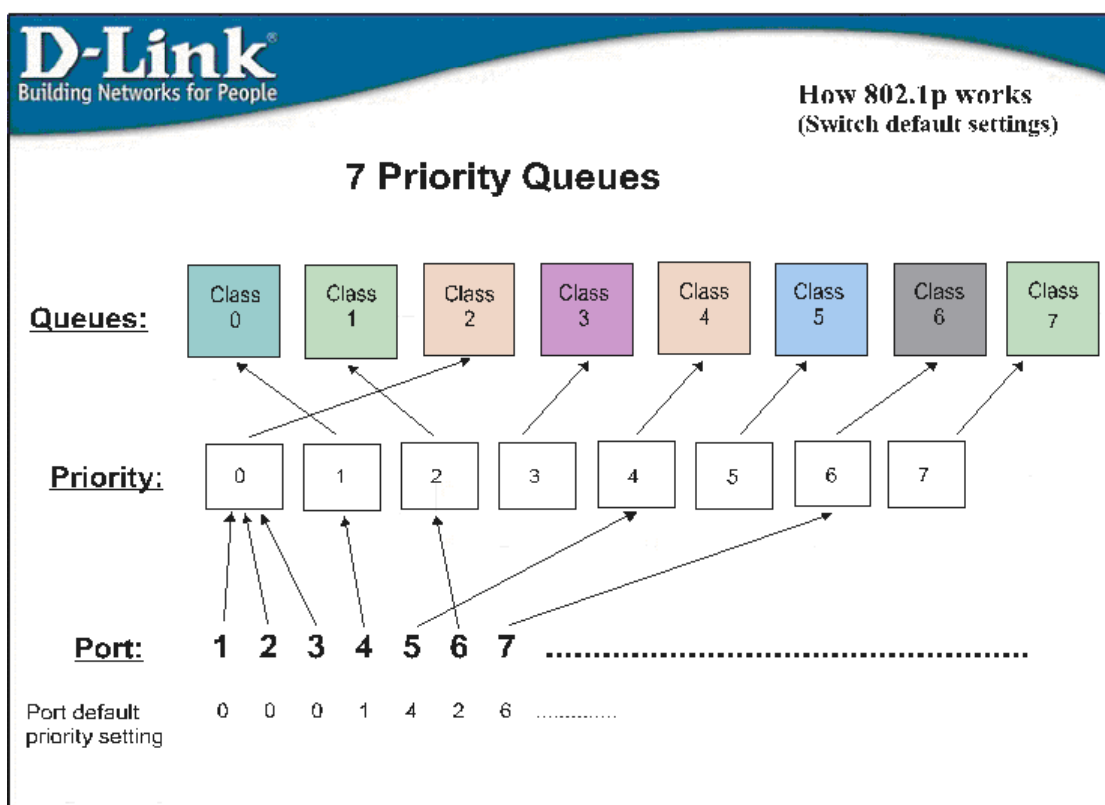 D-Link®
Building Networks for People
How 802.1p works
(Switch default settings)
7 Priority Queues
Queues:
Class 0
Class 1
Class 2
Class 3
Class 4
Class 5
Class 6
Class 7
Priority:
0 1 2 3 4 5 6 7
Port: 1 2 3 4 5 6 7 ................................................
Port default priority setting
0 0 0 1 4 2 6 .............